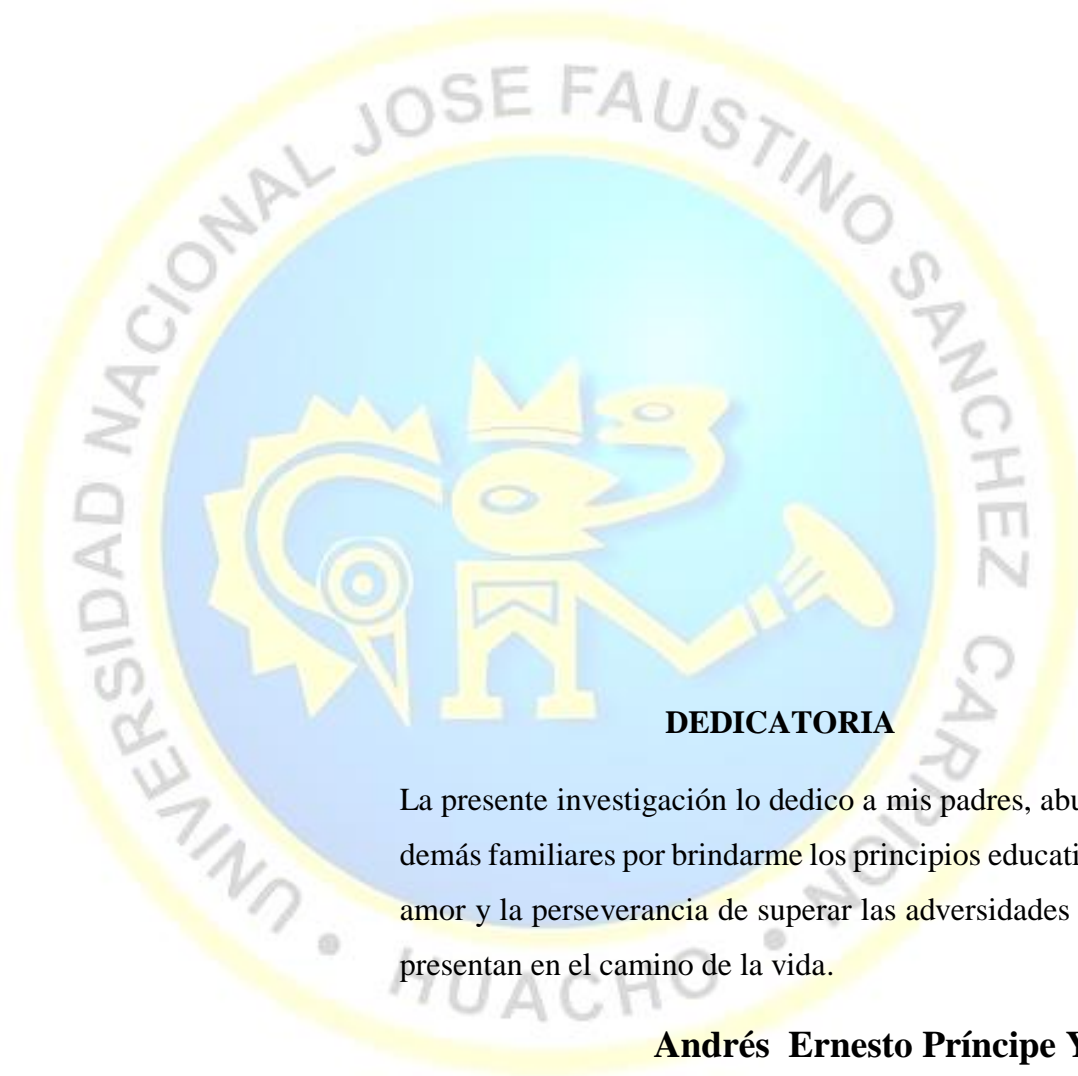 UNIVERSIDAD NACIONAL JOSE FAUSTINO SANCHEZ CARRION • HUACHO •
DEDICATORIA
La presente investigación lo dedico a mis padres,
demás familiares por brindarme los principios
amor y la perseverancia de superar las adversidades
presentan en el camino de la vida.
Andrés Ernesto Príncipe